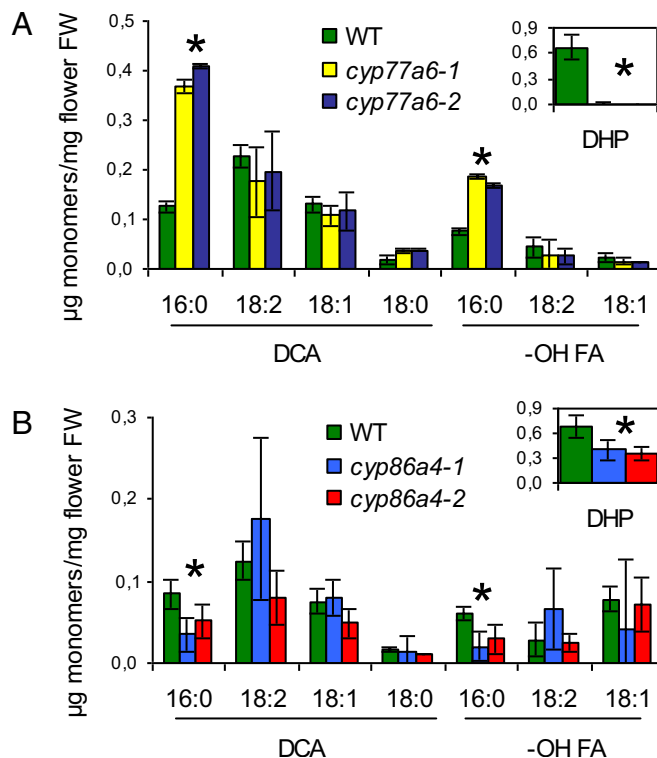 A
µg monomers/mg flower FW
0,5
0,4
0,3
0,2
0,1
0,0
*
WT
cyp77a6-1
cyp77a6-2
0,9
0,6
0,3
0,0
*
DHP
*
16:0 18:2 18:1 18:0 16:0 18:2 18:1
DCA -OH FA
B
µg monomers/mg flower FW
0,3
0,2
0,1
0,0
*
WT
cyp86a4-1
cyp86a4-2
0,9
0,6
0,3
0,0
*
DHP
*
16:0 18:2 18:1 18:0 16:0 18:2 18:1
DCA -OH FA